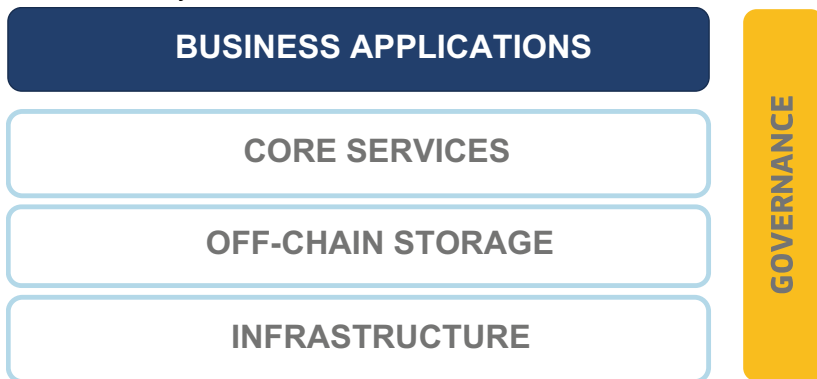 BUSINESS APPLICATIONS
CORE SERVICES
OFF-CHAIN STORAGE
INFRASTRUCTURE
GOVERNANCE